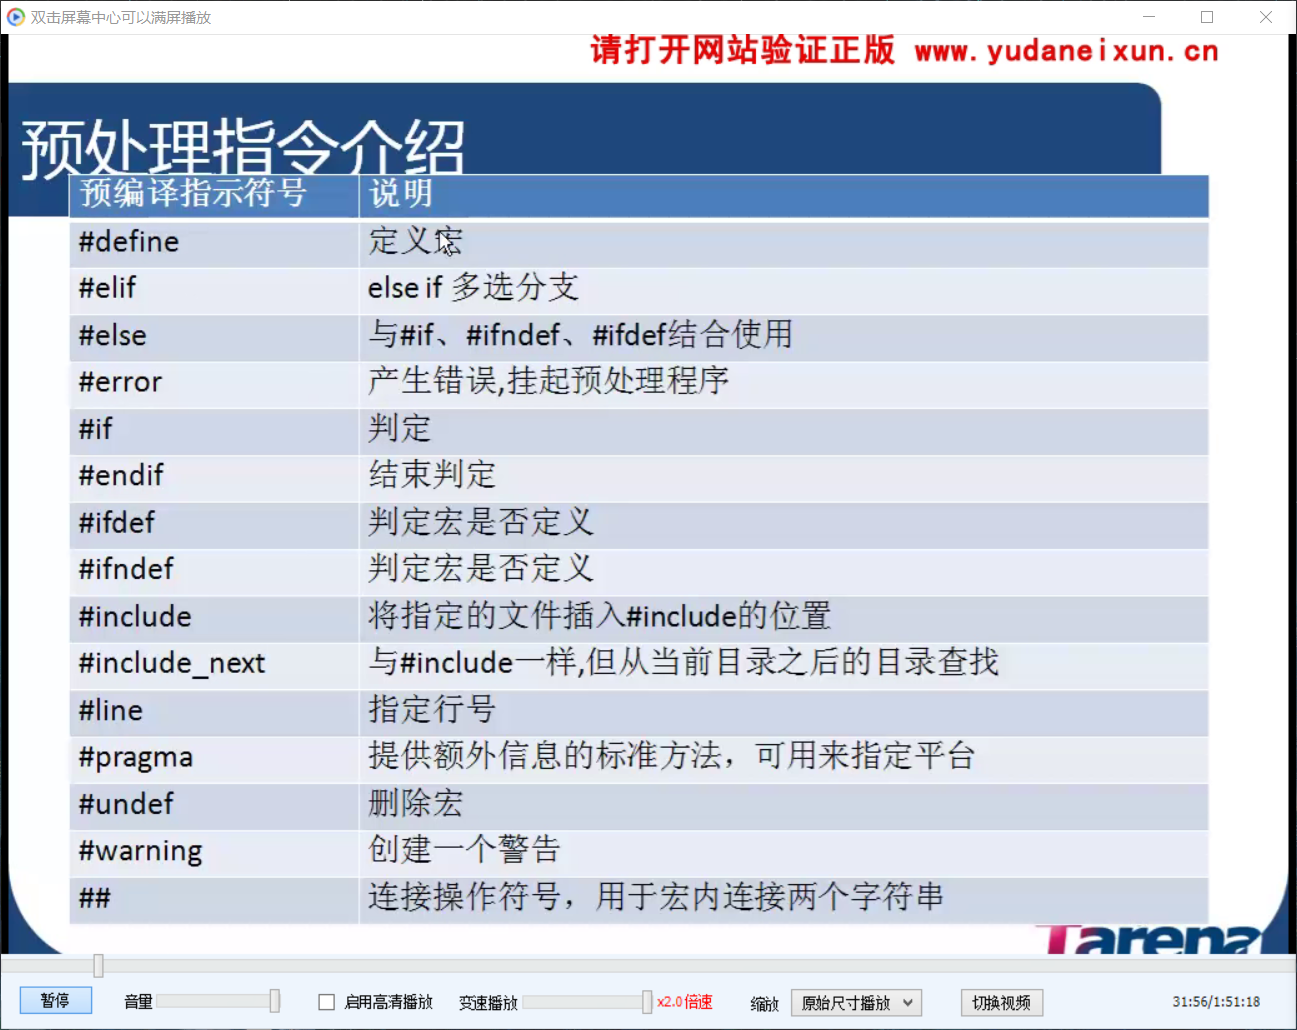 双击屏幕中心可以满屏播放
请打开网站验证正版 www.yudaneixun.cn
预处理指令介绍
预编译指示符号 说明
#define 定义宏
#elif else if 多选分支
#else 与#if、#ifndef、#ifdef结合使用
#error 产生错误,挂起预处理程序
#if 判定
#endif 结束判定
#ifdef 判定宏是否定义
#ifndef 判定宏是否定义
#include 将指定的文件插入#include的位置
#include_next 与#include一样,但从当前目录之后的目录查找
#line 指定行号
#pragma 提供额外信息的标准方法，可用来指定平台
#undef 删除宏
#warning 创建一个警告
## 连接操作符号，用于宏内连接两个字符串
Tarena
暂停 音量 启用高清播放 变速播放 x2.0倍速 缩放 原始尺寸播放 切换视频 31:56/1:51:18